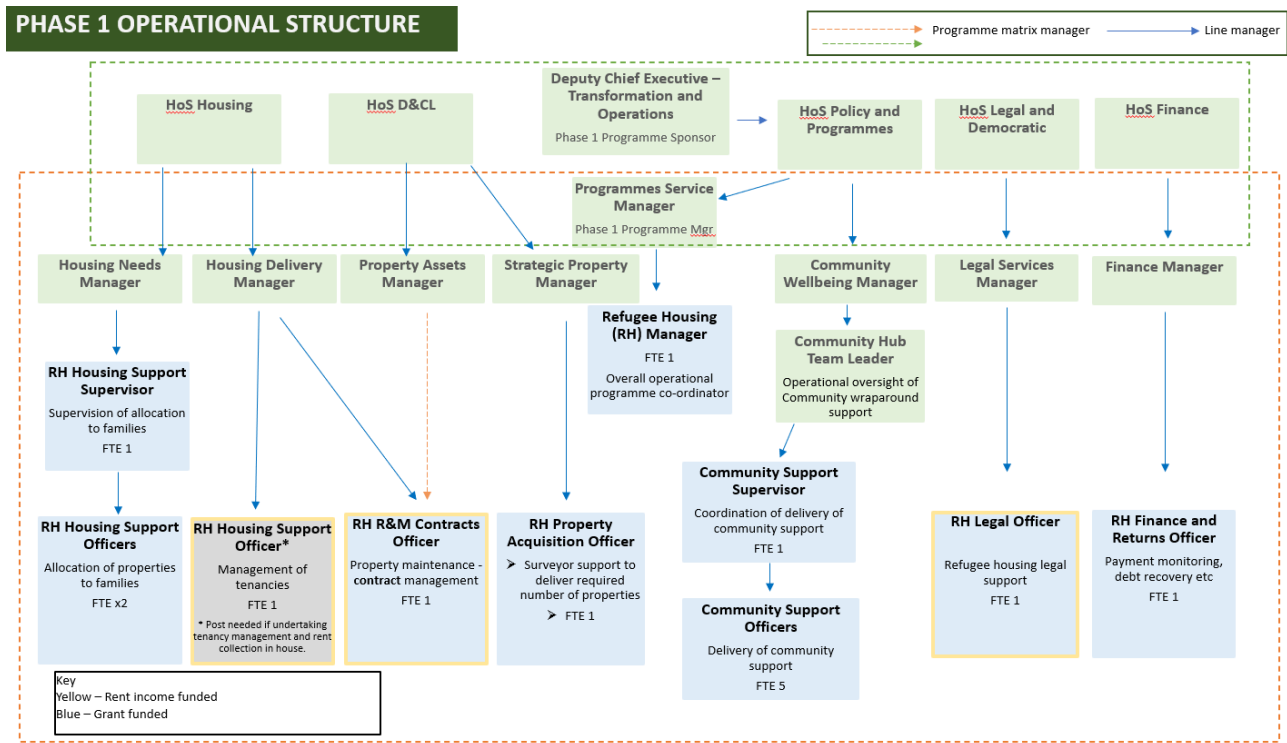 PHASE 1 OPERATIONAL STRUCTURE
Programme matrix manager
Line manager
HoS Housing
HoS D&CL
Deputy Chief Executive –
Transformation and
Operations
Phase 1 Programme Sponsor
HoS Policy and
Programmes
HoS Legal and
Democratic
HoS Finance
Programmes Service
Manager
Phase 1 Programme Mgr
Housing Needs
Manager
Housing Delivery
Manager
Property Assets
Manager
Strategic Property
Manager
Community
Wellbeing Manager
Legal Services
Manager
Finance Manager
Refugee Housing
(RH) Manager
FTE 1
Overall operational
programme co-ordinator
Community Hub
Team Leader
Operational oversight of
Community wraparound
support
RH Housing Support
Supervisor
Supervision of allocation
to families
FTE 1
Community Support
Supervisor
Coordination of delivery of
community support
FTE 1
RH Housing Support
Officers
Allocation of properties
to families
FTE x2
RH Housing Support
Officer*
Management of
tenancies
FTE 1
* Post needed if undertaking
tenancy management and rent
collection in house.
RH R&M Contracts
Officer
Property maintenance -
contract management
FTE 1
RH Property
Acquisition Officer
➤ Surveyor support to
deliver required
number of properties
➤ FTE 1
RH Legal Officer
Refugee housing legal
support
FTE 1
RH Finance and
Returns Officer
Payment monitoring,
debt recovery etc
FTE 1
Community Support
Officers
Delivery of community
support
FTE 5
Key
Yellow – Rent income funded
Blue – Grant funded